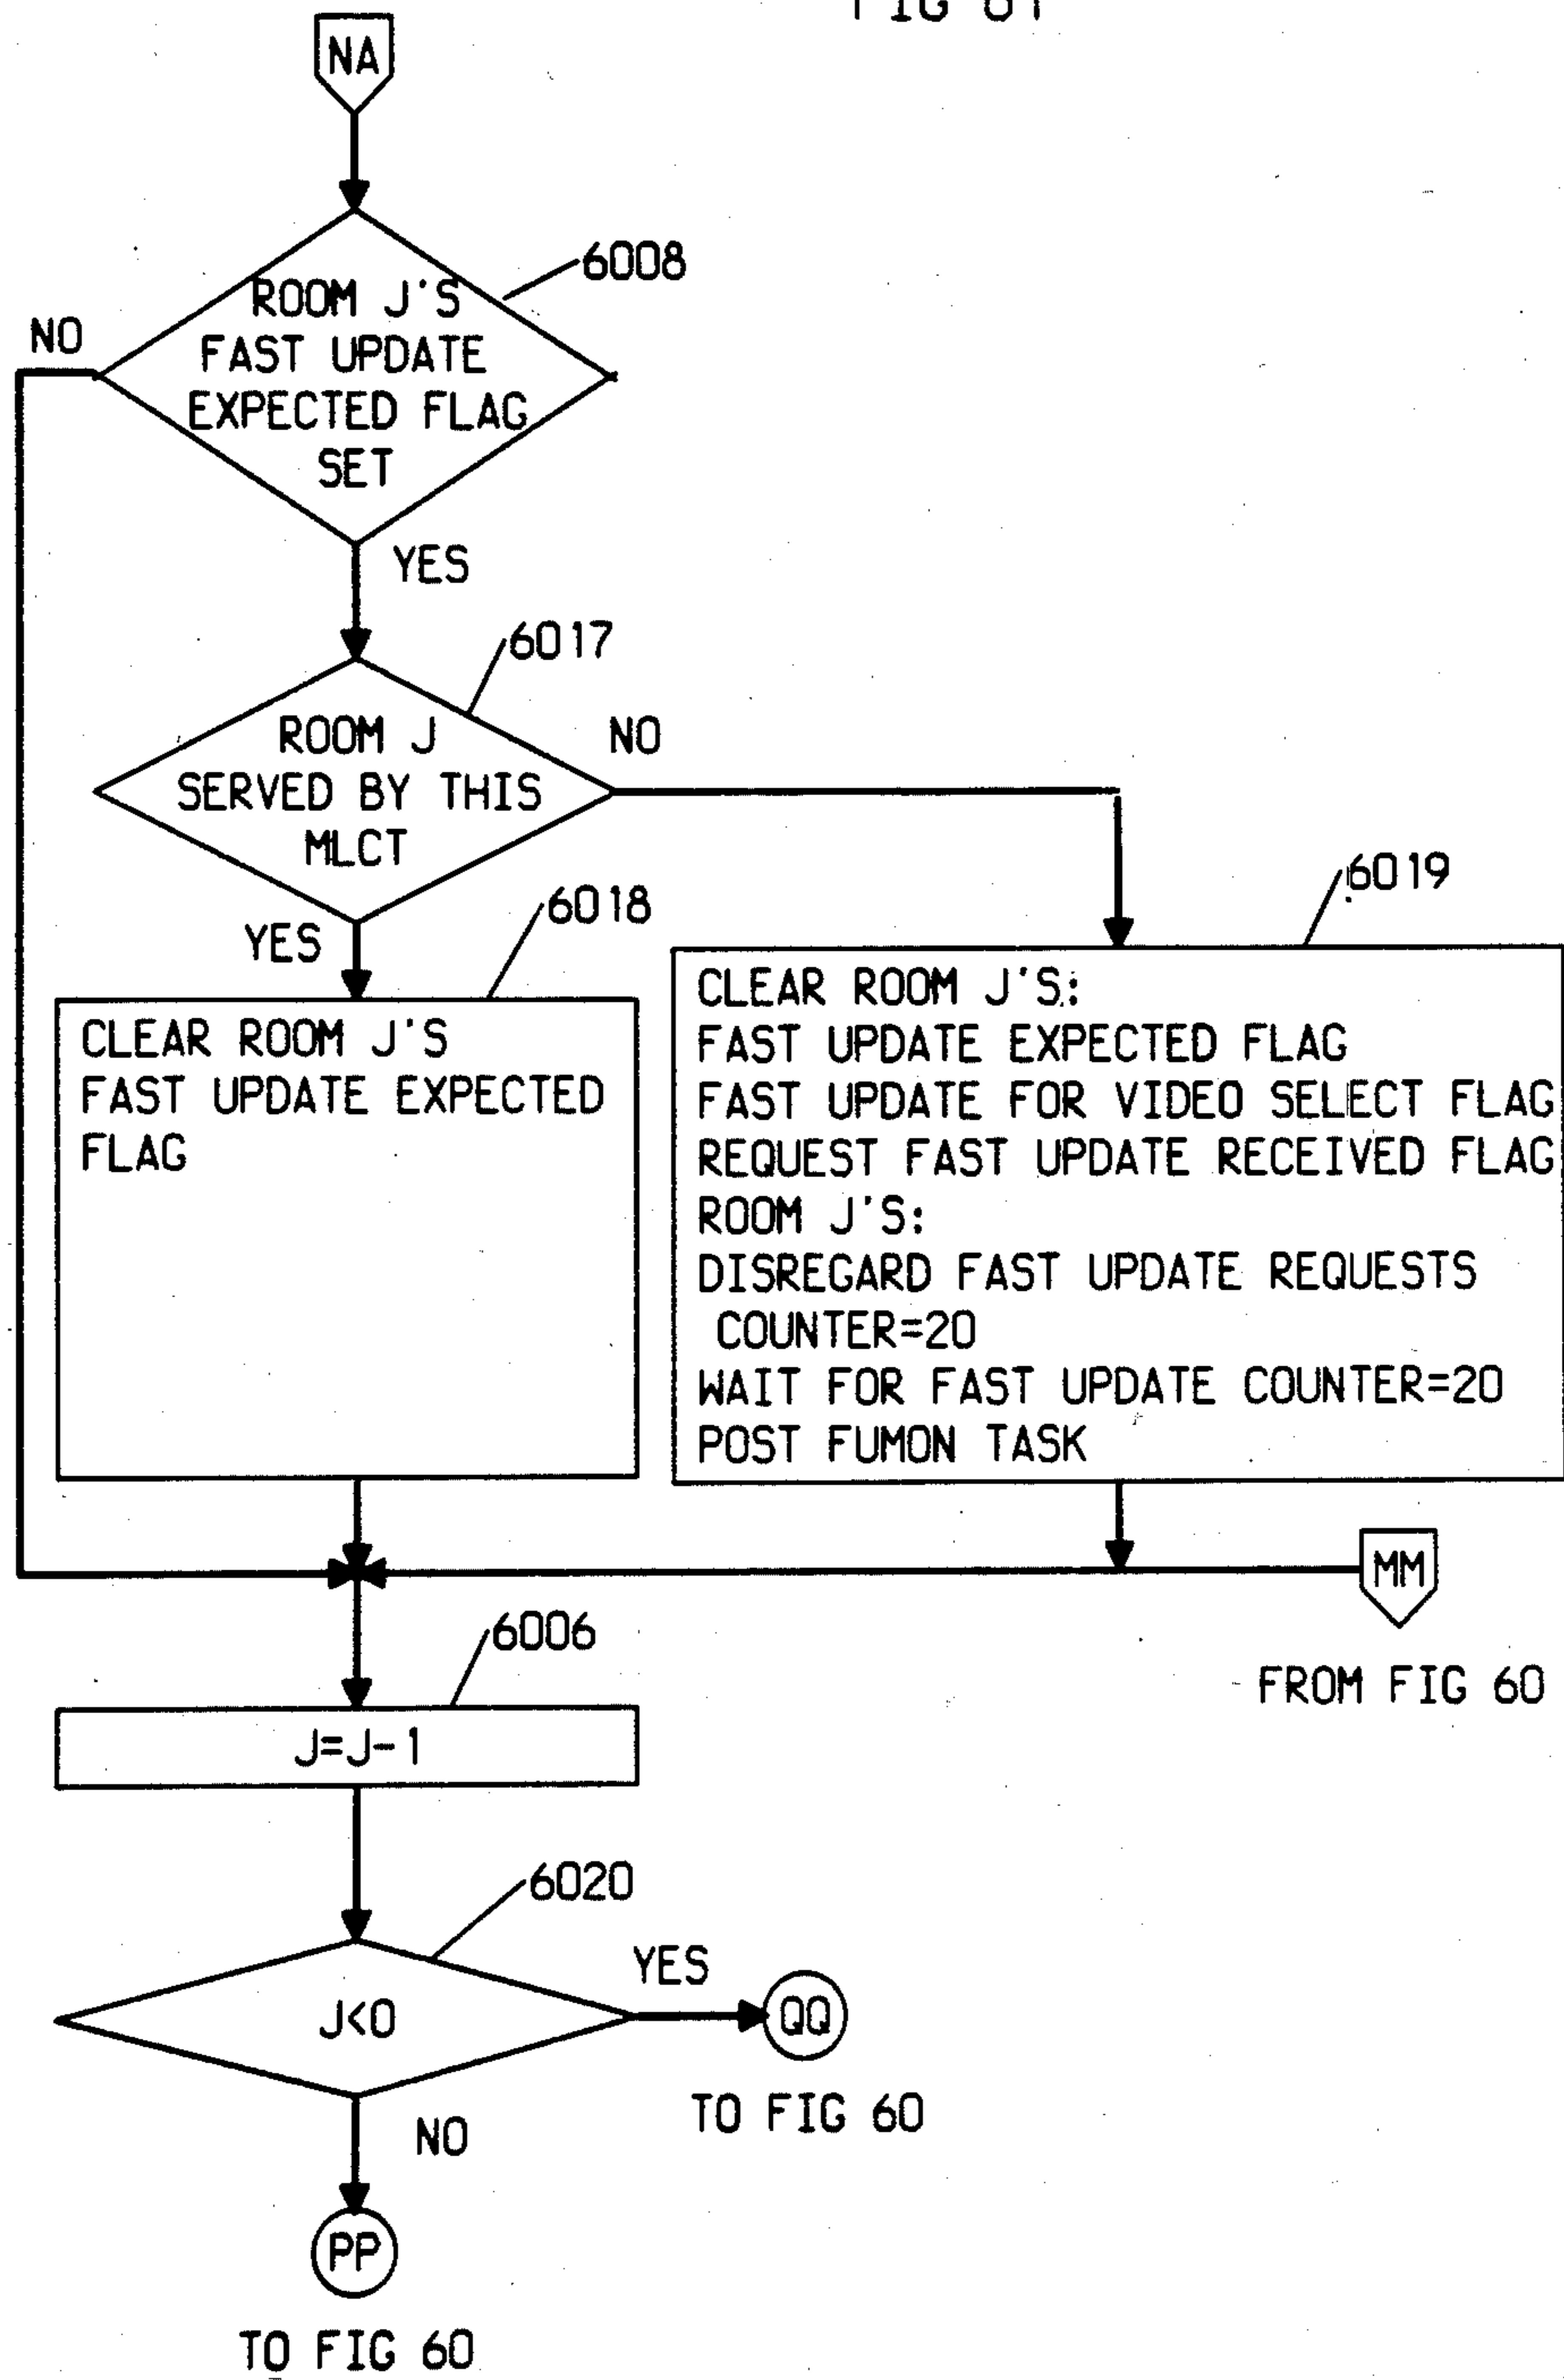 FIG 61
NA
6008
ROOM J'S
FAST UPDATE
EXPECTED FLAG
SET
NO
YES
6017
ROOM J
SERVED BY THIS
MLCT
NO
YES
6018
CLEAR ROOM J'S
FAST UPDATE EXPECTED
FLAG
6019
CLEAR ROOM J'S:
FAST UPDATE EXPECTED FLAG
FAST UPDATE FOR VIDEO SELECT FLAG
REQUEST FAST UPDATE RECEIVED FLAG
ROOM J'S:
DISREGARD FAST UPDATE REQUESTS
COUNTER=20
WAIT FOR FAST UPDATE COUNTER=20
POST FUMON TASK
MM
FROM FIG 60
6006
J=J-1
6020
J<0
YES
QQ
TO FIG 60
NO
PP
TO FIG 60